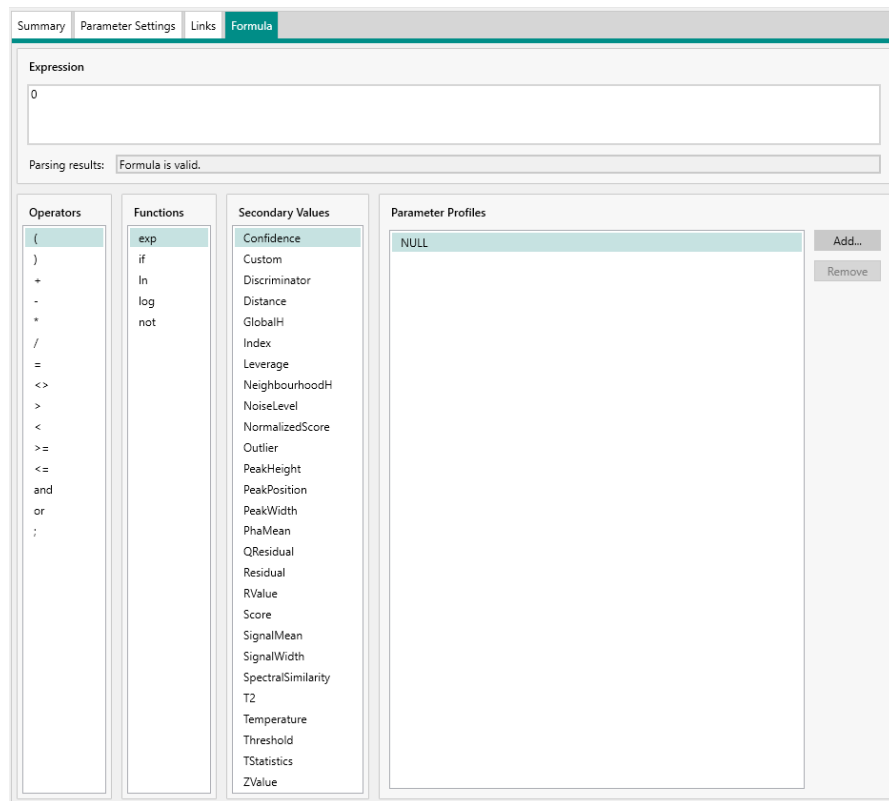 Summary
Parameter Settings
Links
Formula
Expression
0
Parsing results:
Formula is valid.
Operators
(
)
+
-
*
/
=
<>
>
<
>=
<=
and
or
;
Functions
exp
if
ln
log
not
Secondary Values
Confidence
Custom
Discriminator
Distance
GlobalH
Index
Leverage
NeighbourhoodH
NoiseLevel
NormalizedScore
Outlier
PeakHeight
PeakPosition
PeakWidth
PhaMean
QResidual
Residual
RValue
Score
SignalMean
SignalWidth
SpectralSimilarity
T2
Temperature
Threshold
TStatistics
ZValue
Parameter Profiles
NULL
Add...
Remove